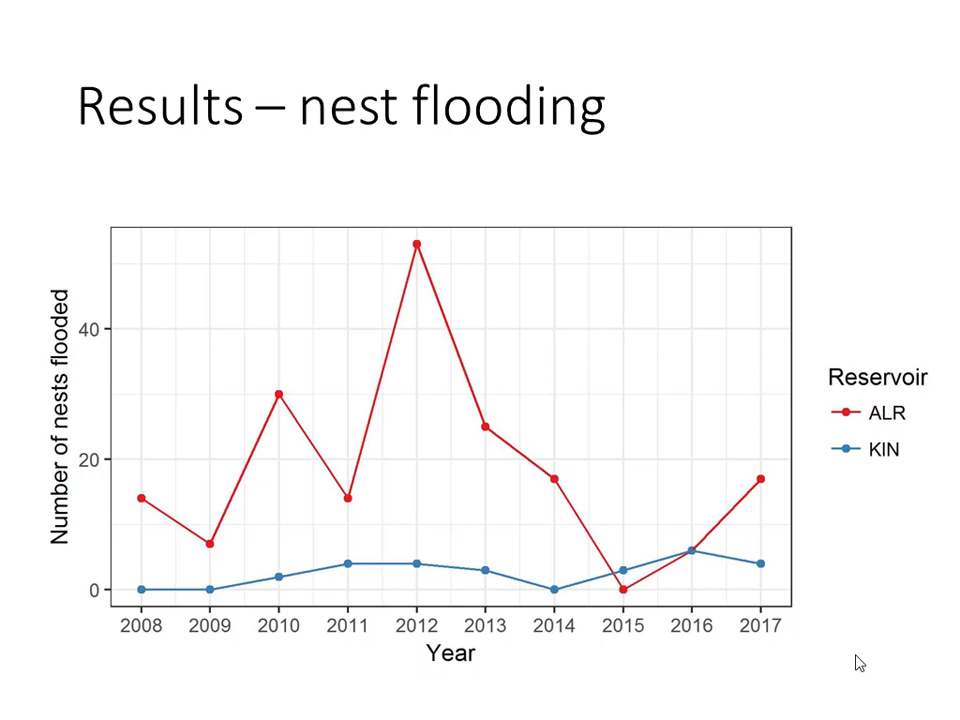 Results – nest flooding
Number of nests flooded
40
20
0
2008 2009 2010 2011 2012 2013 2014 2015 2016 2017
Year
Reservoir
ALR
KIN